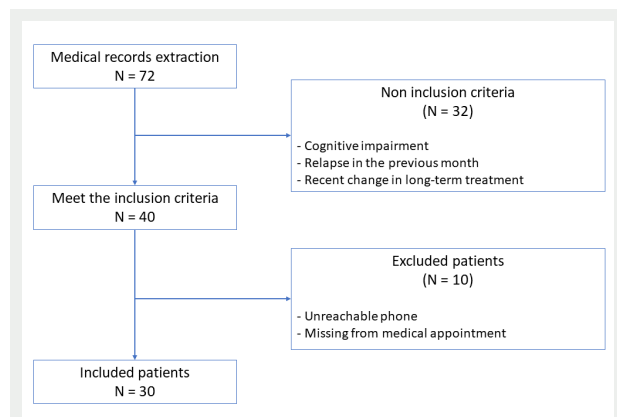 Medical records extraction
N = 72
Non inclusion criteria
(N = 32)
- Cognitive impairment
- Relapse in the previous month
- Recent change in long-term treatment
Meet the inclusion criteria
N = 40
Excluded patients
(N = 10)
- Unreachable phone
- Missing from medical appointment
Included patients
N = 30